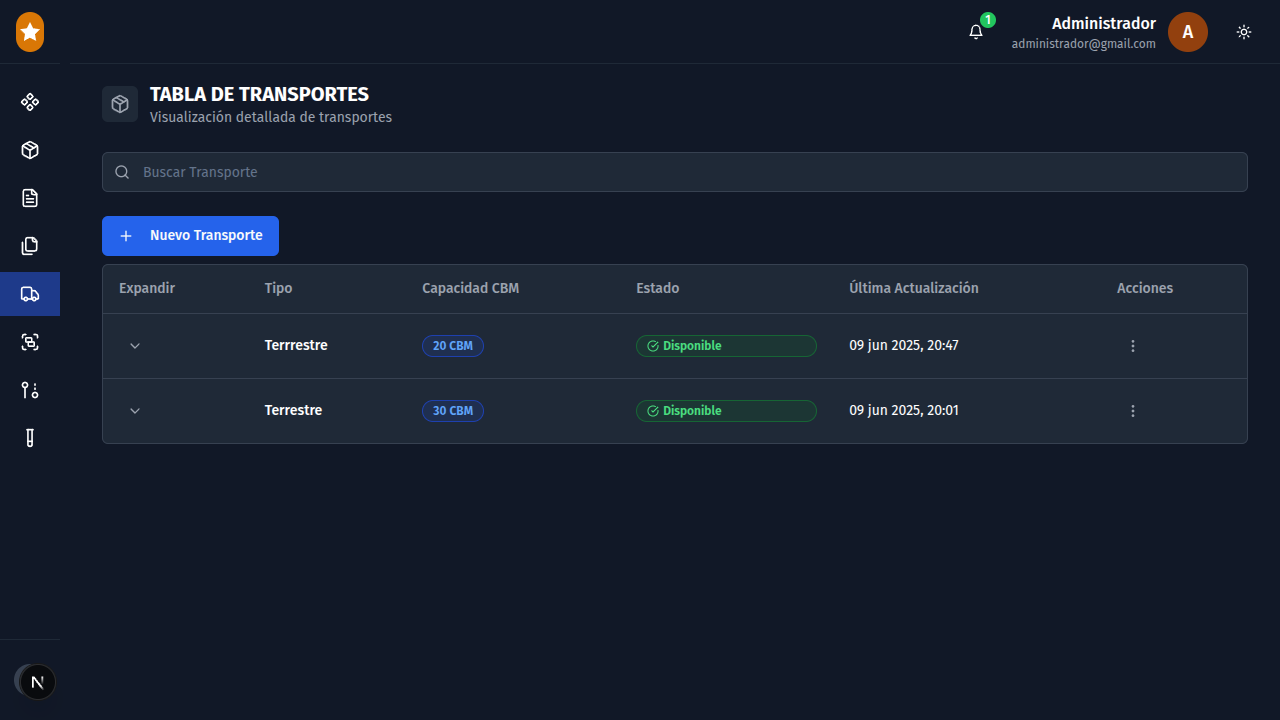 1
Administrador
administrador@gmail.com
A
TABLA DE TRANSPORTES
Visualización detallada de transportes
Buscar Transporte
Nuevo Transporte
Expandir Tipo Capacidad CBM Estado Última Actualización Acciones
Terrrestre 20 CBM Disponible 09 jun 2025, 20:47
Terrestre 30 CBM Disponible 09 jun 2025, 20:01
N